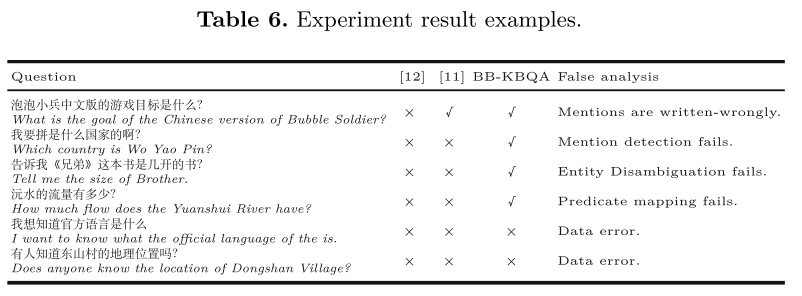 Table 6. Experiment result examples.
Question [12] [11] BB-KBQA False analysis
泡泡小兵中文版的游戏目标是什么?
What is the goal of the Chinese version of Bubble Soldier? × √ √ Mentions are written-wrongly.
我要拼是什么国家的啊?
Which country is Wo Yao Pin? × × √ Mention detection fails.
告诉我《兄弟》这本书是几开的书?
Tell me the size of Brother. × × √ Entity Disambiguation fails.
沅水的流量有多少?
How much flow does the Yuanshui River have? × × √ Predicate mapping fails.
我想知道官方语言是什么
I want to know what the official language of the is. × × × Data error.
有人知道东山村的地理位置吗?
Does anyone know the location of Dongshan Village? × × × Data error.